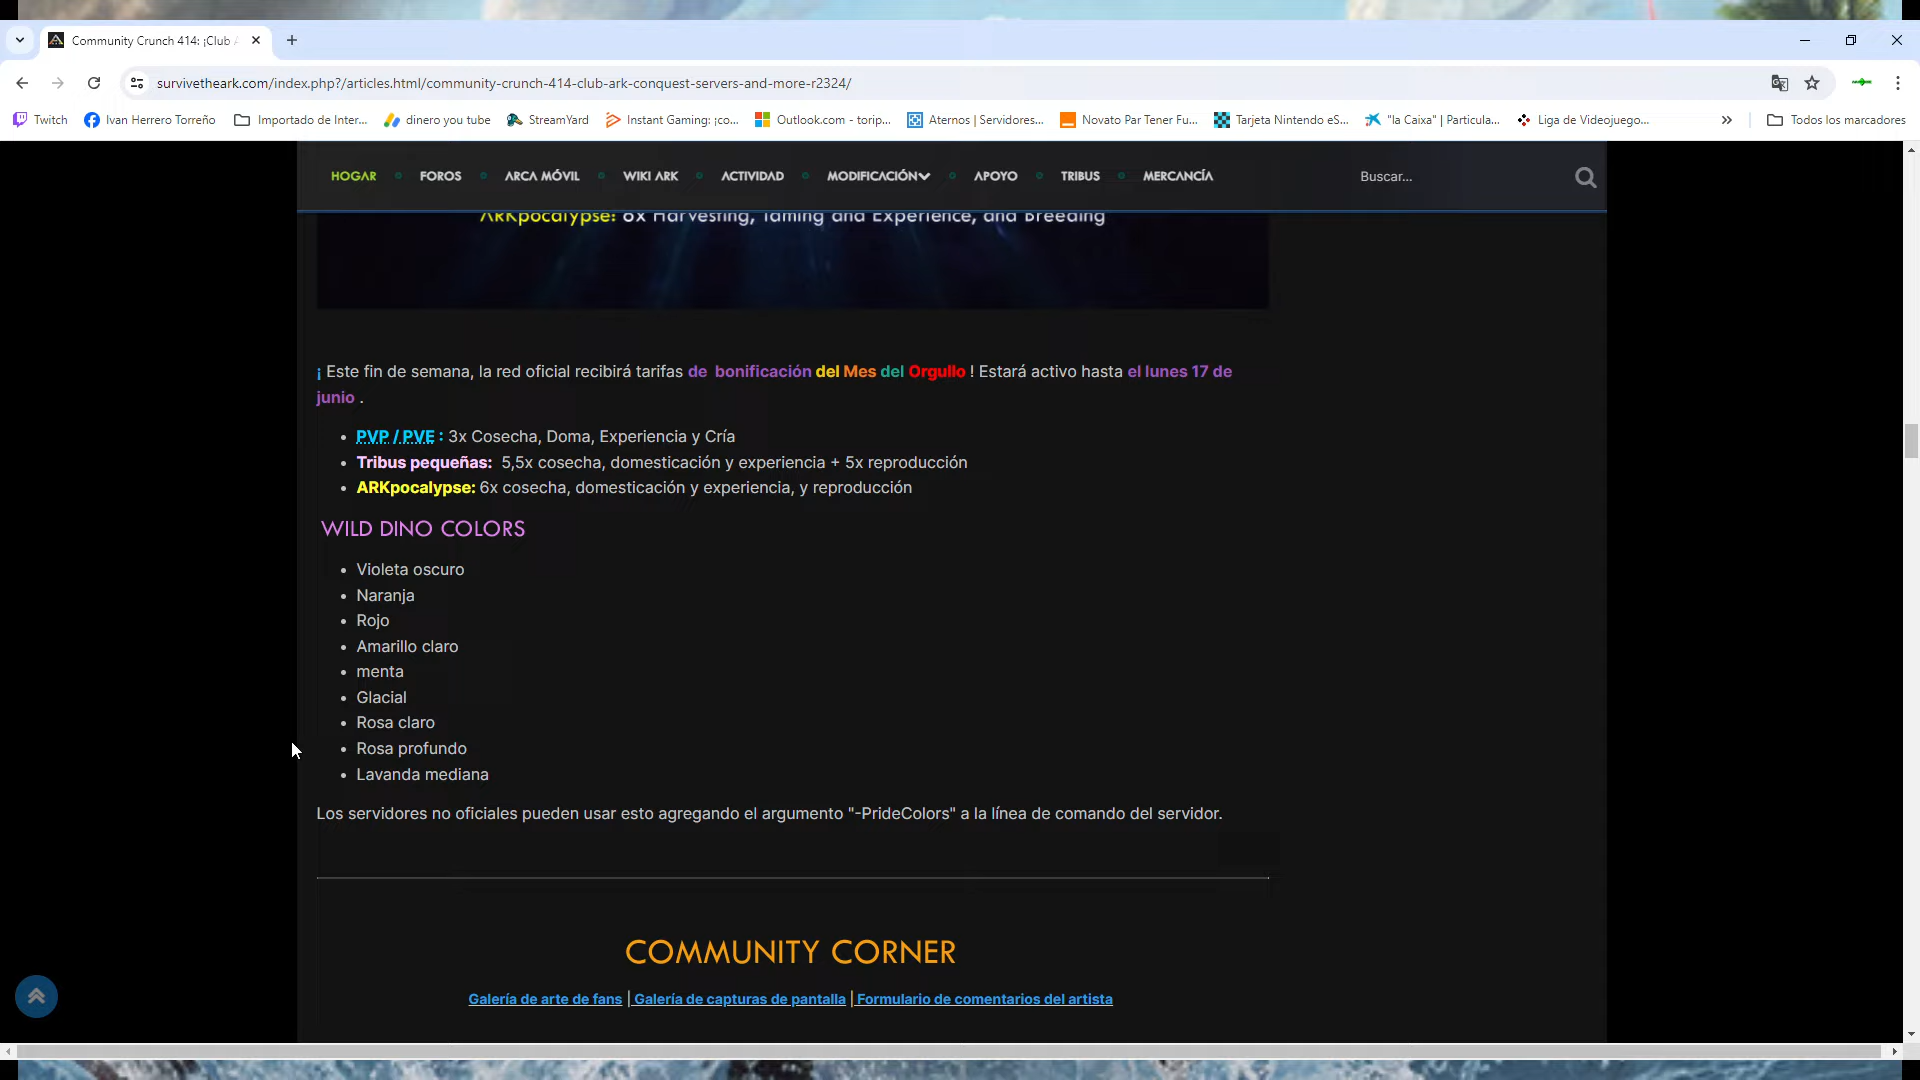 Community Crunch 414: ¡Club A
survivetheark.com/index.php?/articles.html/community-crunch-414-club-ark-conquest-servers-and-more-r2324/
Twitch Ivan Herrero Torreño Importado de Inter... dinero you tube StreamYard Instant Gaming: ¡co... Outlook.com - torip... Aternos | Servidores... Novato Par Tener Fu... Tarjeta Nintendo eS... "la Caixa" | Particula... Liga de Videojuego... » Todos los marcadores
HOGAR FOROS ARCA MÓVIL WIKI ARK ACTIVIDAD MODIFICACIÓN APOYO TRIBUS MERCANCÍA Buscar...
ARKpocalypse: 6x Harvesting, Taming and Experience, and Breeding
¡ Este fin de semana, la red oficial recibirá tarifas de bonificación del Mes del Orgullo ! Estará activo hasta el lunes 17 de
junio .
• PVP / PVE : 3x Cosecha, Doma, Experiencia y Cría
• Tribus pequeñas: 5,5x cosecha, domesticación y experiencia + 5x reproducción
• ARKpocalypse: 6x cosecha, domesticación y experiencia, y reproducción
WILD DINO COLORS
• Violeta oscuro
• Naranja
• Rojo
• Amarillo claro
• menta
• Glacial
• Rosa claro
• Rosa profundo
• Lavanda mediana
Los servidores no oficiales pueden usar esto agregando el argumento "-PrideColors" a la línea de comando del servidor.
COMMUNITY CORNER
Galería de arte de fans | Galería de capturas de pantalla | Formulario de comentarios del artista